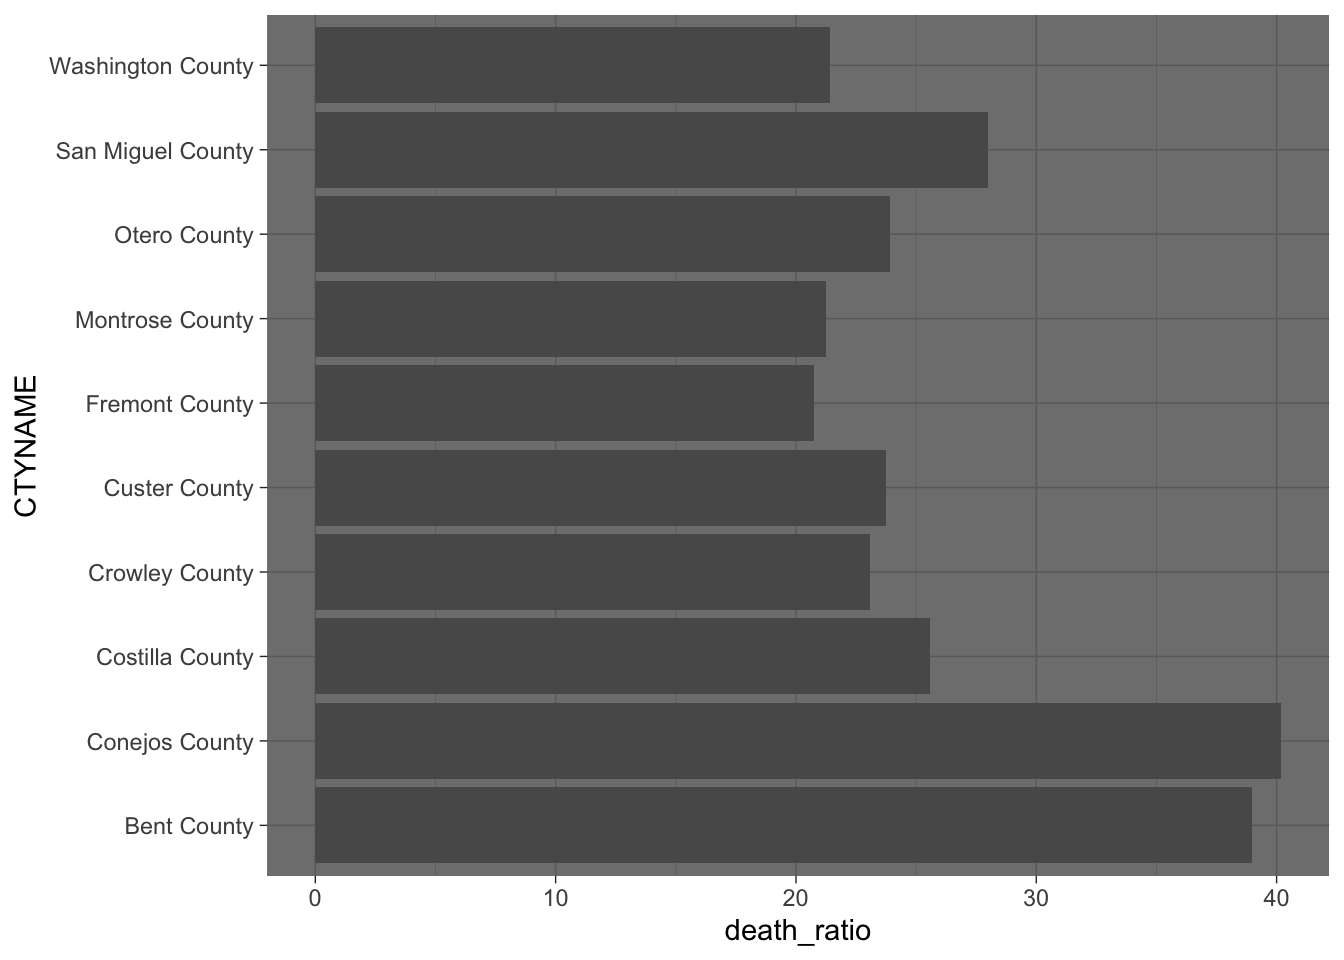 Washington County
San Miguel County
Otero County
Montrose County
Fremont County
Custer County
Crowley County
Costilla County
Conejos County
Bent County
CTYNAME
0 10 20 30 40
death_ratio